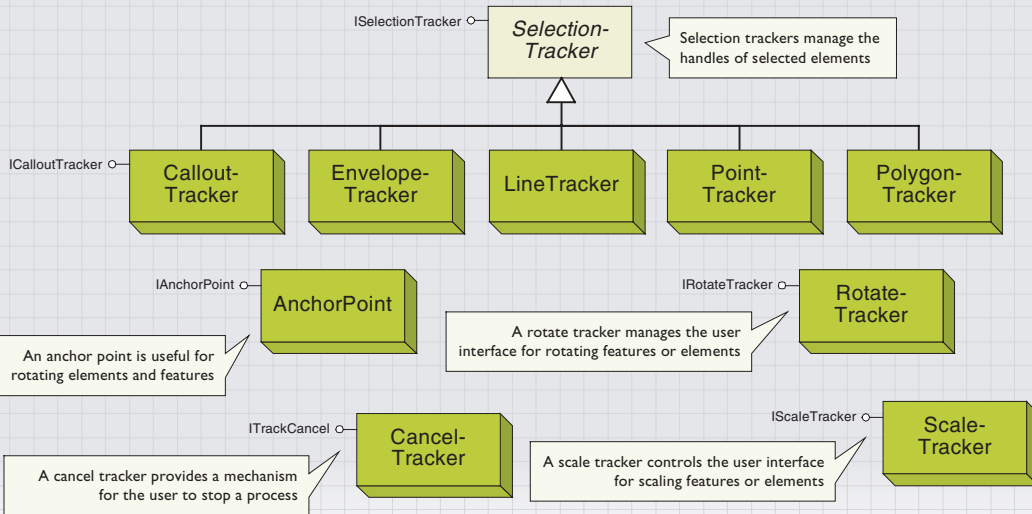 ISelectionTracker
Selection-
Tracker
Selection trackers manage the
handles of selected elements
ICalloutTracker
Callout-
Tracker
Envelope-
Tracker
LineTracker
Point-
Tracker
Polygon-
Tracker
IAnchorPoint
AnchorPoint
An anchor point is useful for
rotating elements and features
IRotateTracker
Rotate-
Tracker
A rotate tracker manages the user
interface for rotating features or elements
ITrackCancel
Cancel-
Tracker
A cancel tracker provides a mechanism
for the user to stop a process
IScaleTracker
Scale-
Tracker
A scale tracker controls the user interface
for scaling features or elements